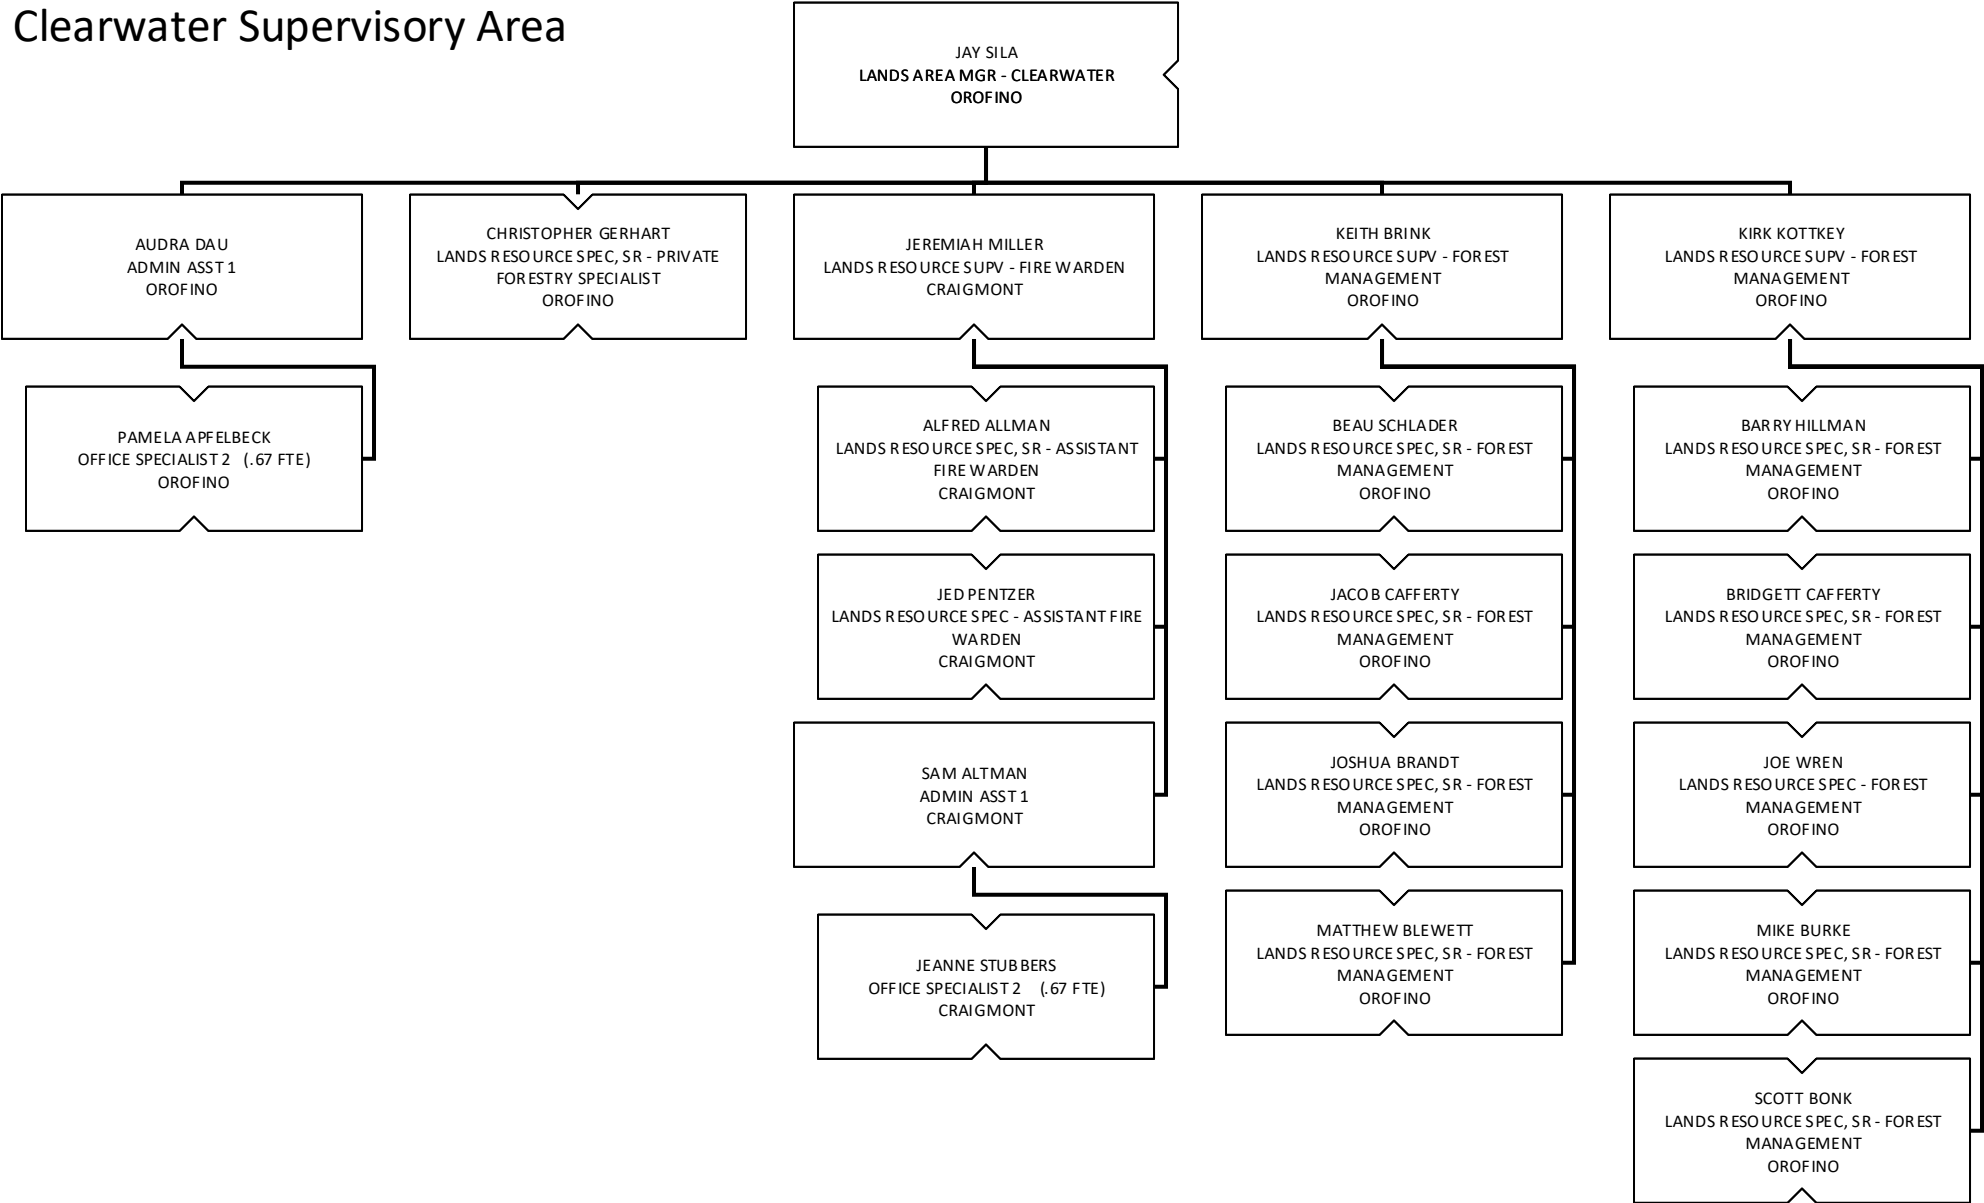 Clearwater Supervisory Area
JAY SILA
LANDS AREA MGR - CLEARWATER
OROFINO
AUDRA DAU
ADMIN ASST 1
OROFINO
CHRISTOPHER GERHART
LANDS RESOURCE SPEC, SR - PRIVATE
FORESTRY SPECIALIST
OROFINO
JEREMIAH MILLER
LANDS RESOURCE SUPV - FIRE WARDEN
CRAIGMONT
KEITH BRINK
LANDS RESOURCE SUPV - FOREST
MANAGEMENT
OROFINO
KIRK KOTTKEY
LANDS RESOURCE SUPV - FOREST
MANAGEMENT
OROFINO
PAMELA APFELBECK
OFFICE SPECIALIST 2 (.67 FTE)
OROFINO
ALFRED ALLMAN
LANDS RESOURCE SPEC, SR - ASSISTANT
FIRE WARDEN
CRAIGMONT
JED PENTZER
LANDS RESOURCE SPEC - ASSISTANT FIRE
WARDEN
CRAIGMONT
SAM ALTMAN
ADMIN ASST 1
CRAIGMONT
JEANNE STUBBERS
OFFICE SPECIALIST 2 (.67 FTE)
CRAIGMONT
BEAU SCHLADER
LANDS RESOURCE SPEC, SR - FOREST
MANAGEMENT
OROFINO
JACOB CAFFERTY
LANDS RESOURCE SPEC, SR - FOREST
MANAGEMENT
OROFINO
JOSHUA BRANDT
LANDS RESOURCE SPEC, SR - FOREST
MANAGEMENT
OROFINO
MATTHEW BLEWETT
LANDS RESOURCE SPEC, SR - FOREST
MANAGEMENT
OROFINO
BARRY HILLMAN
LANDS RESOURCE SPEC, SR - FOREST
MANAGEMENT
OROFINO
BRIDGETT CAFFERTY
LANDS RESOURCE SPEC, SR - FOREST
MANAGEMENT
OROFINO
JOE WREN
LANDS RESOURCE SPEC - FOREST
MANAGEMENT
OROFINO
MIKE BURKE
LANDS RESOURCE SPEC, SR - FOREST
MANAGEMENT
OROFINO
SCOTT BONK
LANDS RESOURCE SPEC, SR - FOREST
MANAGEMENT
OROFINO